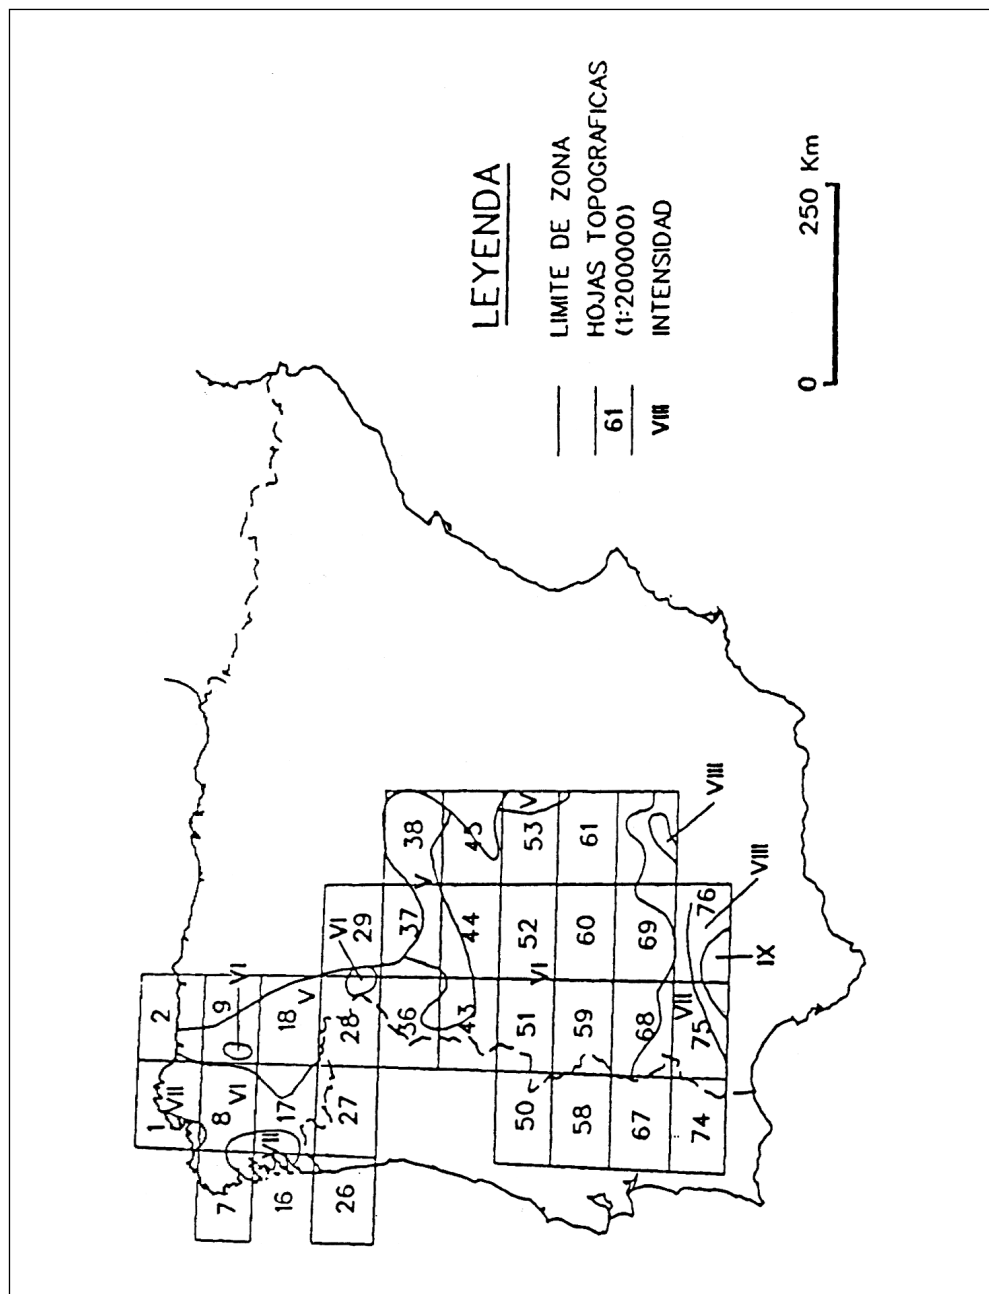 LEYENDA
LIMITE DE ZONA
61 HOJAS TOPOGRAFICAS
(1:200000)
VIII INTENSIDAD
0 250 Km
1 2
VII
7 8 9 VI
VI
16 17 18 V
VII
26 27 28 29
VI
36 37 38
V
43 44 45
50 51 52 53 V
VI
58 59 60 61
67 68 69
VII
74 75 76
VIII
VIII
IX
I